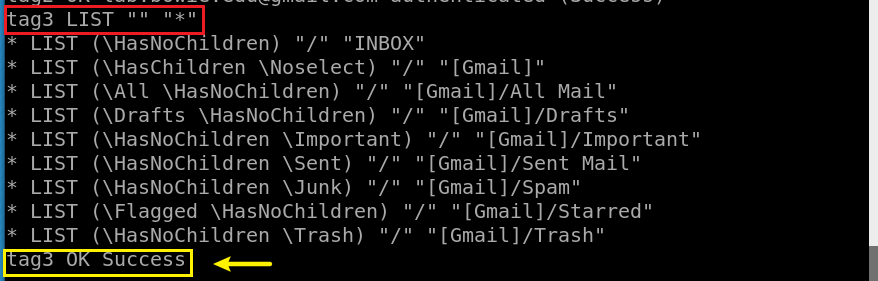 tag3 LIST "" "*"
* LIST (\HasNoChildren) "/" "INBOX"
* LIST (\HasChildren \Noselect) "/" "[Gmail]"
* LIST (\All \HasNoChildren) "/" "[Gmail]/All Mail"
* LIST (\Drafts \HasNoChildren) "/" "[Gmail]/Drafts"
* LIST (\HasNoChildren \Important) "/" "[Gmail]/Important"
* LIST (\HasNoChildren \Sent) "/" "[Gmail]/Sent Mail"
* LIST (\HasNoChildren \Junk) "/" "[Gmail]/Spam"
* LIST (\Flagged \HasNoChildren) "/" "[Gmail]/Starred"
* LIST (\HasNoChildren \Trash) "/" "[Gmail]/Trash"
tag3 OK Success